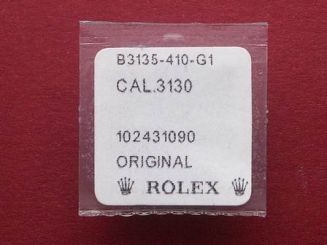 B3135-410-G1
CAL.3130
102431090
ORIGINAL
ROLEX